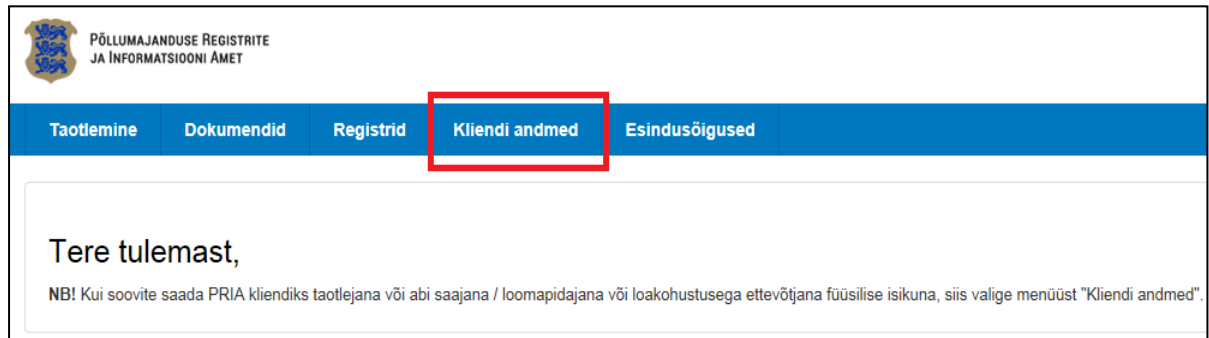 PÕLLUMAJANDUSE REGISTRITE
JA INFORMATSIOONI AMET
Taotlemine Dokumendid Registrid Kliendi andmed Esindusõigused
Tere tulemast,
NB! Kui soovite saada PRIA kliendiks taotlejana või abi saajana / loomapidajana või loakohustusega ettevõtjana füüsilise isikuna, siis valige menüüst "Kliendi andmed".